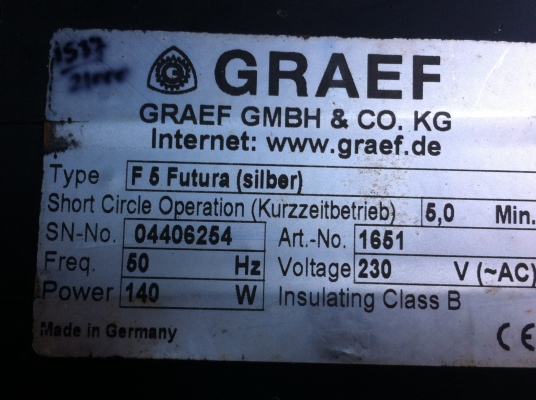 1537
GRAEF
GRAEF GMBH & CO. KG
Internet: www.graef.de
Type F 5 Futura (silber)
Short Circle Operation (Kurzzeitbetrieb) 5,0 Min.
SN-No. 04406254 Art.-No. 1651
Freq. 50 Hz Voltage 230 V (~AC)
Power 140 W Insulating Class B
Made in Germany CE